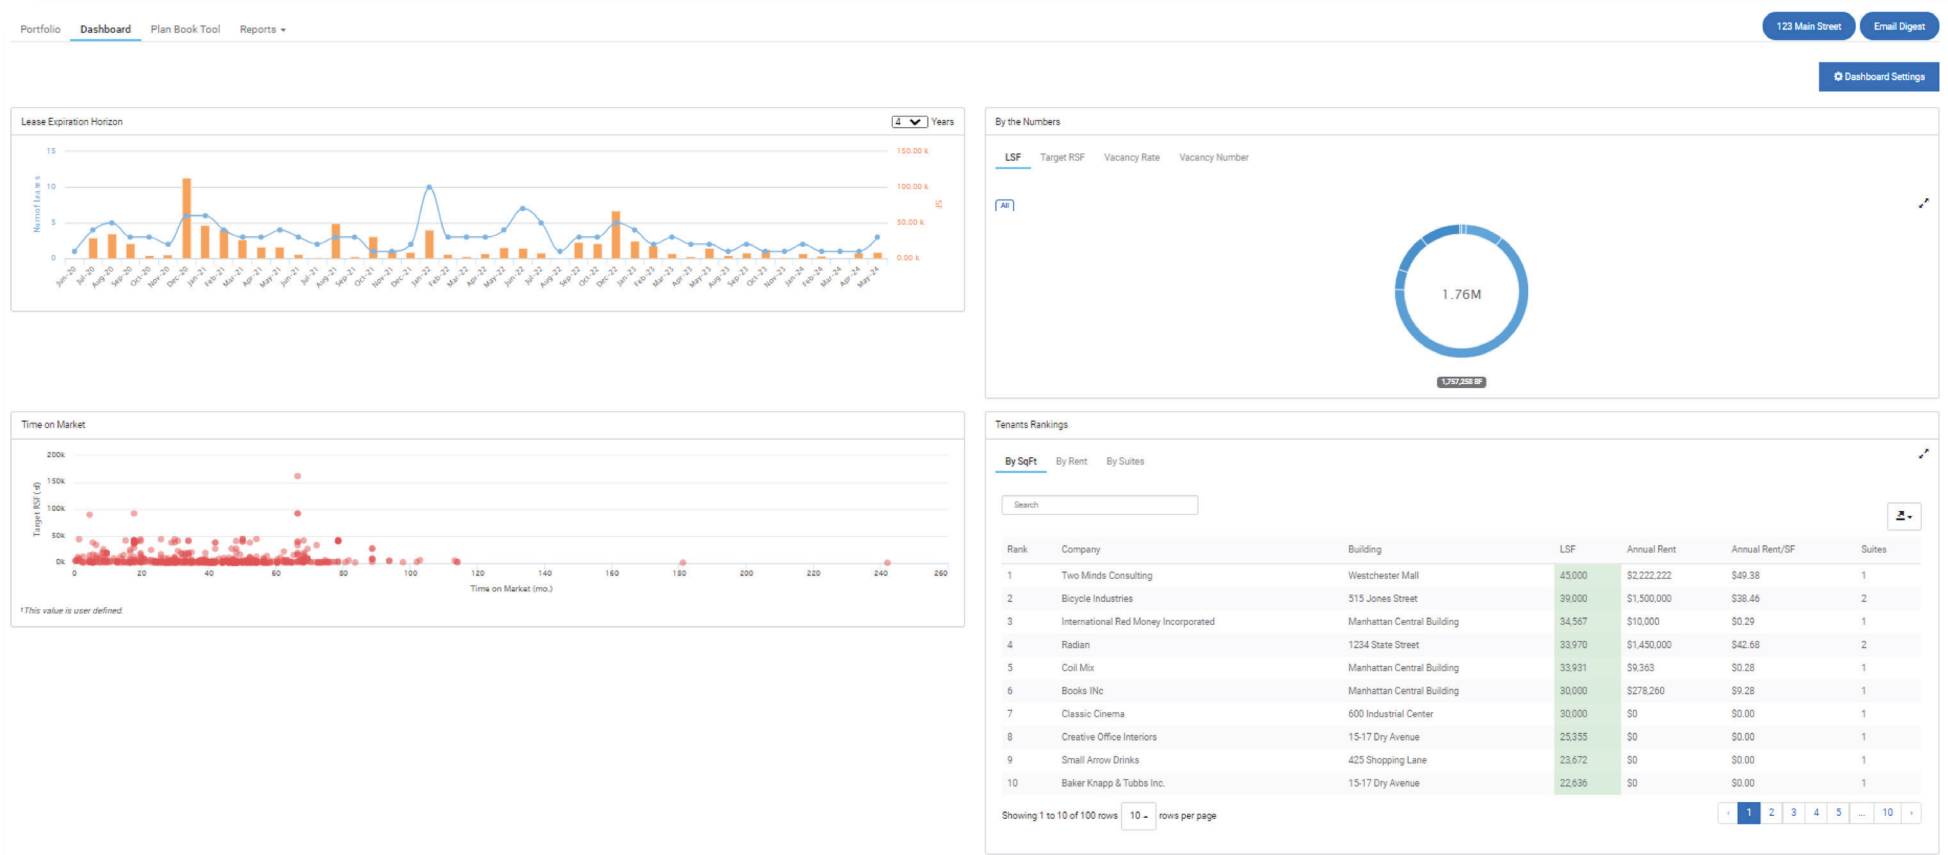 Portfolio Dashboard Plan Book Tool Reports
123 Main Street Email Digest
Dashboard Settings
Lease Expiration Horizon 4 Years
15 150.00 k
10 100.00 k
5 50.00 k
0 0.00 k
Num of Leases
SF
Jun-20 Jul-20 Aug-20 Sep-20 Oct-20 Nov-20 Dec-20 Jan-21 Feb-21 Mar-21 Apr-21 May-21 Jun-21 Jul-21 Aug-21 Sep-21 Oct-21 Nov-21 Dec-21 Jan-22 Feb-22 Mar-22 Apr-22 May-22 Jun-22 Jul-22 Aug-22 Sep-22 Oct-22 Dec-22 Jan-23 Feb-23 Mar-23 Apr-23 May-23 Aug-23 Sep-23 Oct-23 Nov-23 Jan-24 Feb-24 Mar-24 Apr-24 May-24
By the Numbers
LSF Target RSF Vacancy Rate Vacancy Number
All
1.76M
1,757,258 SF
Time on Market
200k
150k
100k
50k
0k
Target RSF (sf)
0 20 40 60 80 100 120 140 160 180 200 220 240 260
Time on Market (mo.)
¹This value is user defined.
Tenants Rankings
By SqFt By Rent By Suites
Search
Rank Company Building LSF Annual Rent Annual Rent/SF Suites
1 Two Minds Consulting Westchester Mall 45,000 $2,222,222 $49.38 1
2 Bicycle Industries 515 Jones Street 39,000 $1,500,000 $38.46 2
3 International Red Money Incorporated Manhattan Central Building 34,567 $10,000 $0.29 1
4 Radian 1234 State Street 33,970 $1,450,000 $42.68 2
5 Coil Mix Manhattan Central Building 33,931 $9,363 $0.28 1
6 Books INc Manhattan Central Building 30,000 $278,260 $9.28 1
7 Classic Cinema 600 Industrial Center 30,000 $0 $0.00 1
8 Creative Office Interiors 15-17 Dry Avenue 25,355 $0 $0.00 1
9 Small Arrow Drinks 425 Shopping Lane 23,672 $0 $0.00 1
10 Baker Knapp & Tubbs Inc. 15-17 Dry Avenue 22,636 $0 $0.00 1
Showing 1 to 10 of 100 rows 10 rows per page ‹ 1 2 3 4 5 ... 10 ›